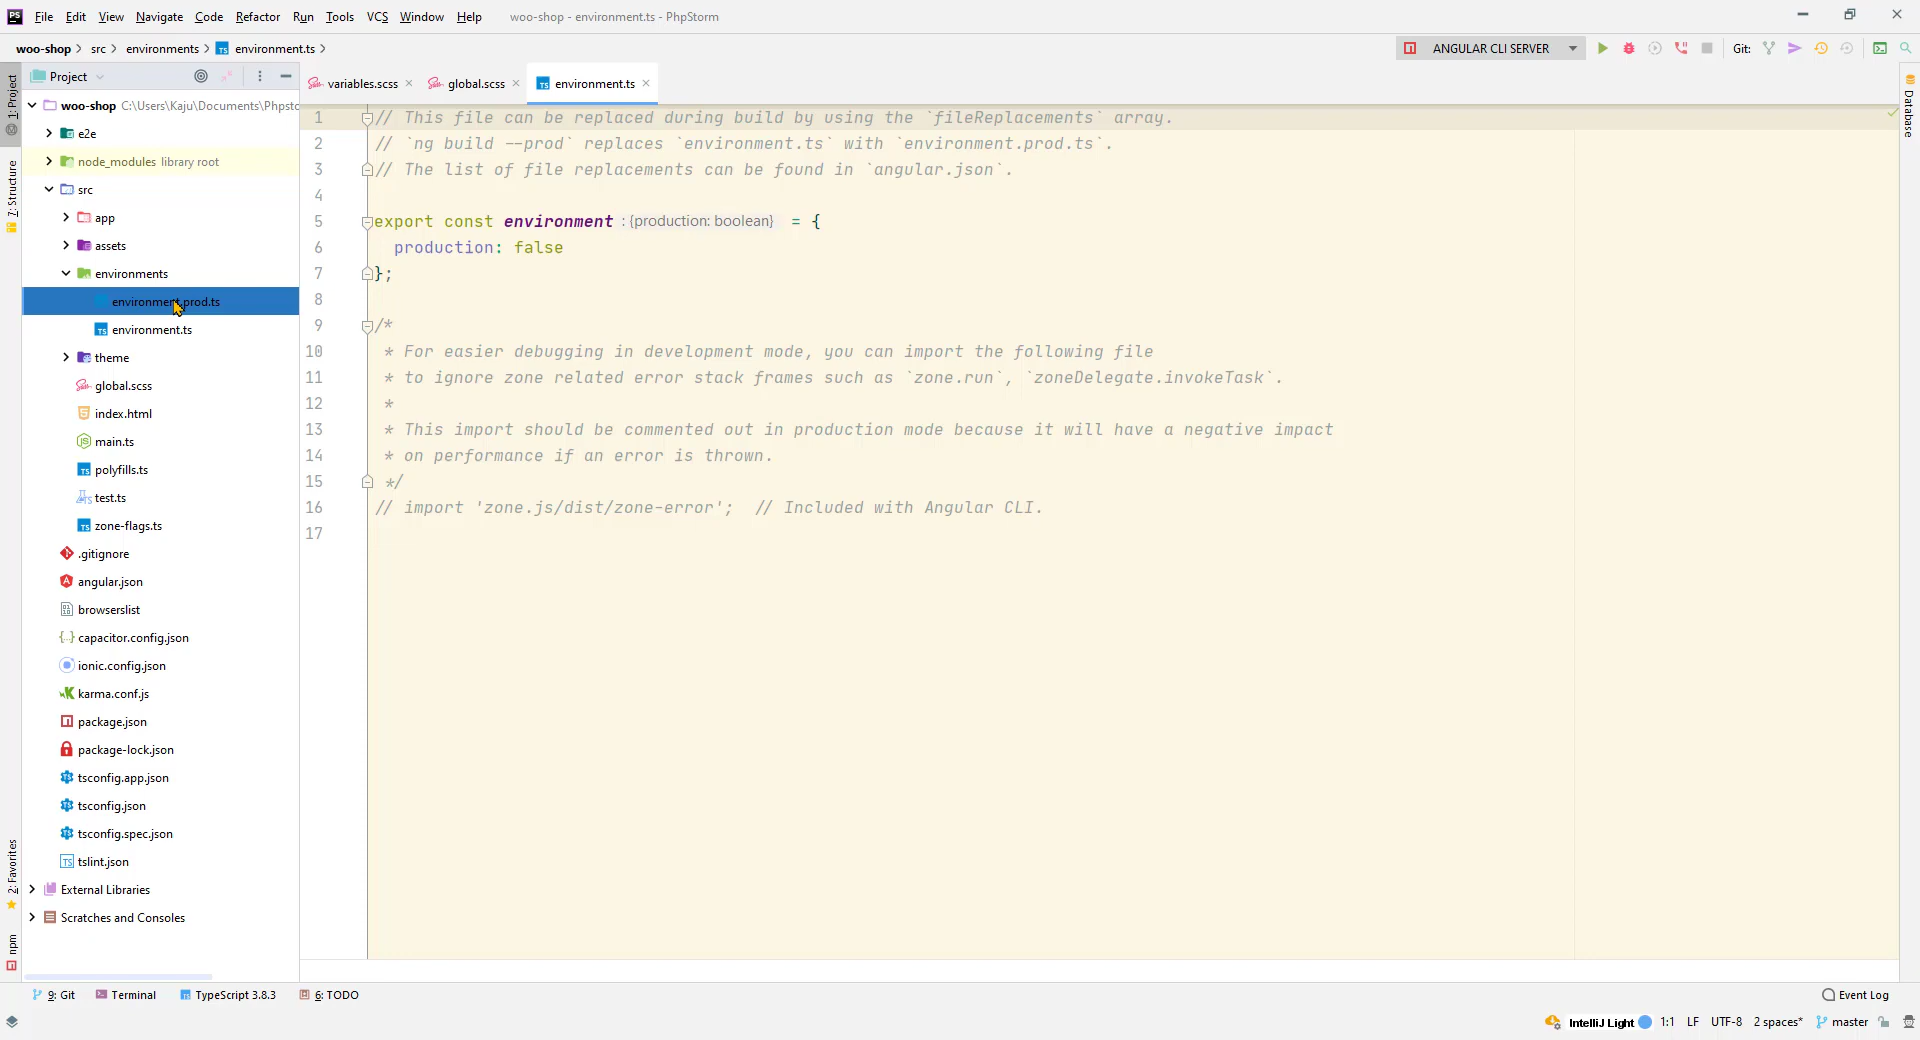 File Edit View Navigate Code Refactor Run Tools VCS Window Help woo-shop - environment.ts - PhpStorm
woo-shop src environments environment.ts
ANGULAR CLI SERVER
Git:
Project
variables.scss
global.scss
environment.ts
1: Project
7: Structure
2: Favorites
npm
Database
woo-shop C:\Users\Kaju\Documents\Phpsto
e2e
node_modules library root
src
app
assets
environments
environment.prod.ts
environment.ts
theme
global.scss
index.html
main.ts
polyfills.ts
test.ts
zone-flags.ts
.gitignore
angular.json
browserslist
capacitor.config.json
ionic.config.json
karma.conf.js
package.json
package-lock.json
tsconfig.app.json
tsconfig.json
tsconfig.spec.json
tslint.json
External Libraries
Scratches and Consoles
1 // This file can be replaced during build by using the `fileReplacements` array.
2 // `ng build --prod` replaces `environment.ts` with `environment.prod.ts`.
3 // The list of file replacements can be found in `angular.json`.
4
5 export const environment : {production: boolean} = {
6 production: false
7 };
8
9 /*
10 * For easier debugging in development mode, you can import the following file
11 * to ignore zone related error stack frames such as `zone.run`, `zoneDelegate.invokeTask`.
12 *
13 * This import should be commented out in production mode because it will have a negative impact
14 * on performance if an error is thrown.
15 */
16 // import 'zone.js/dist/zone-error'; // Included with Angular CLI.
17
9: Git Terminal TypeScript 3.8.3 6: TODO Event Log
IntelliJ Light 1:1 LF UTF-8 2 spaces* master